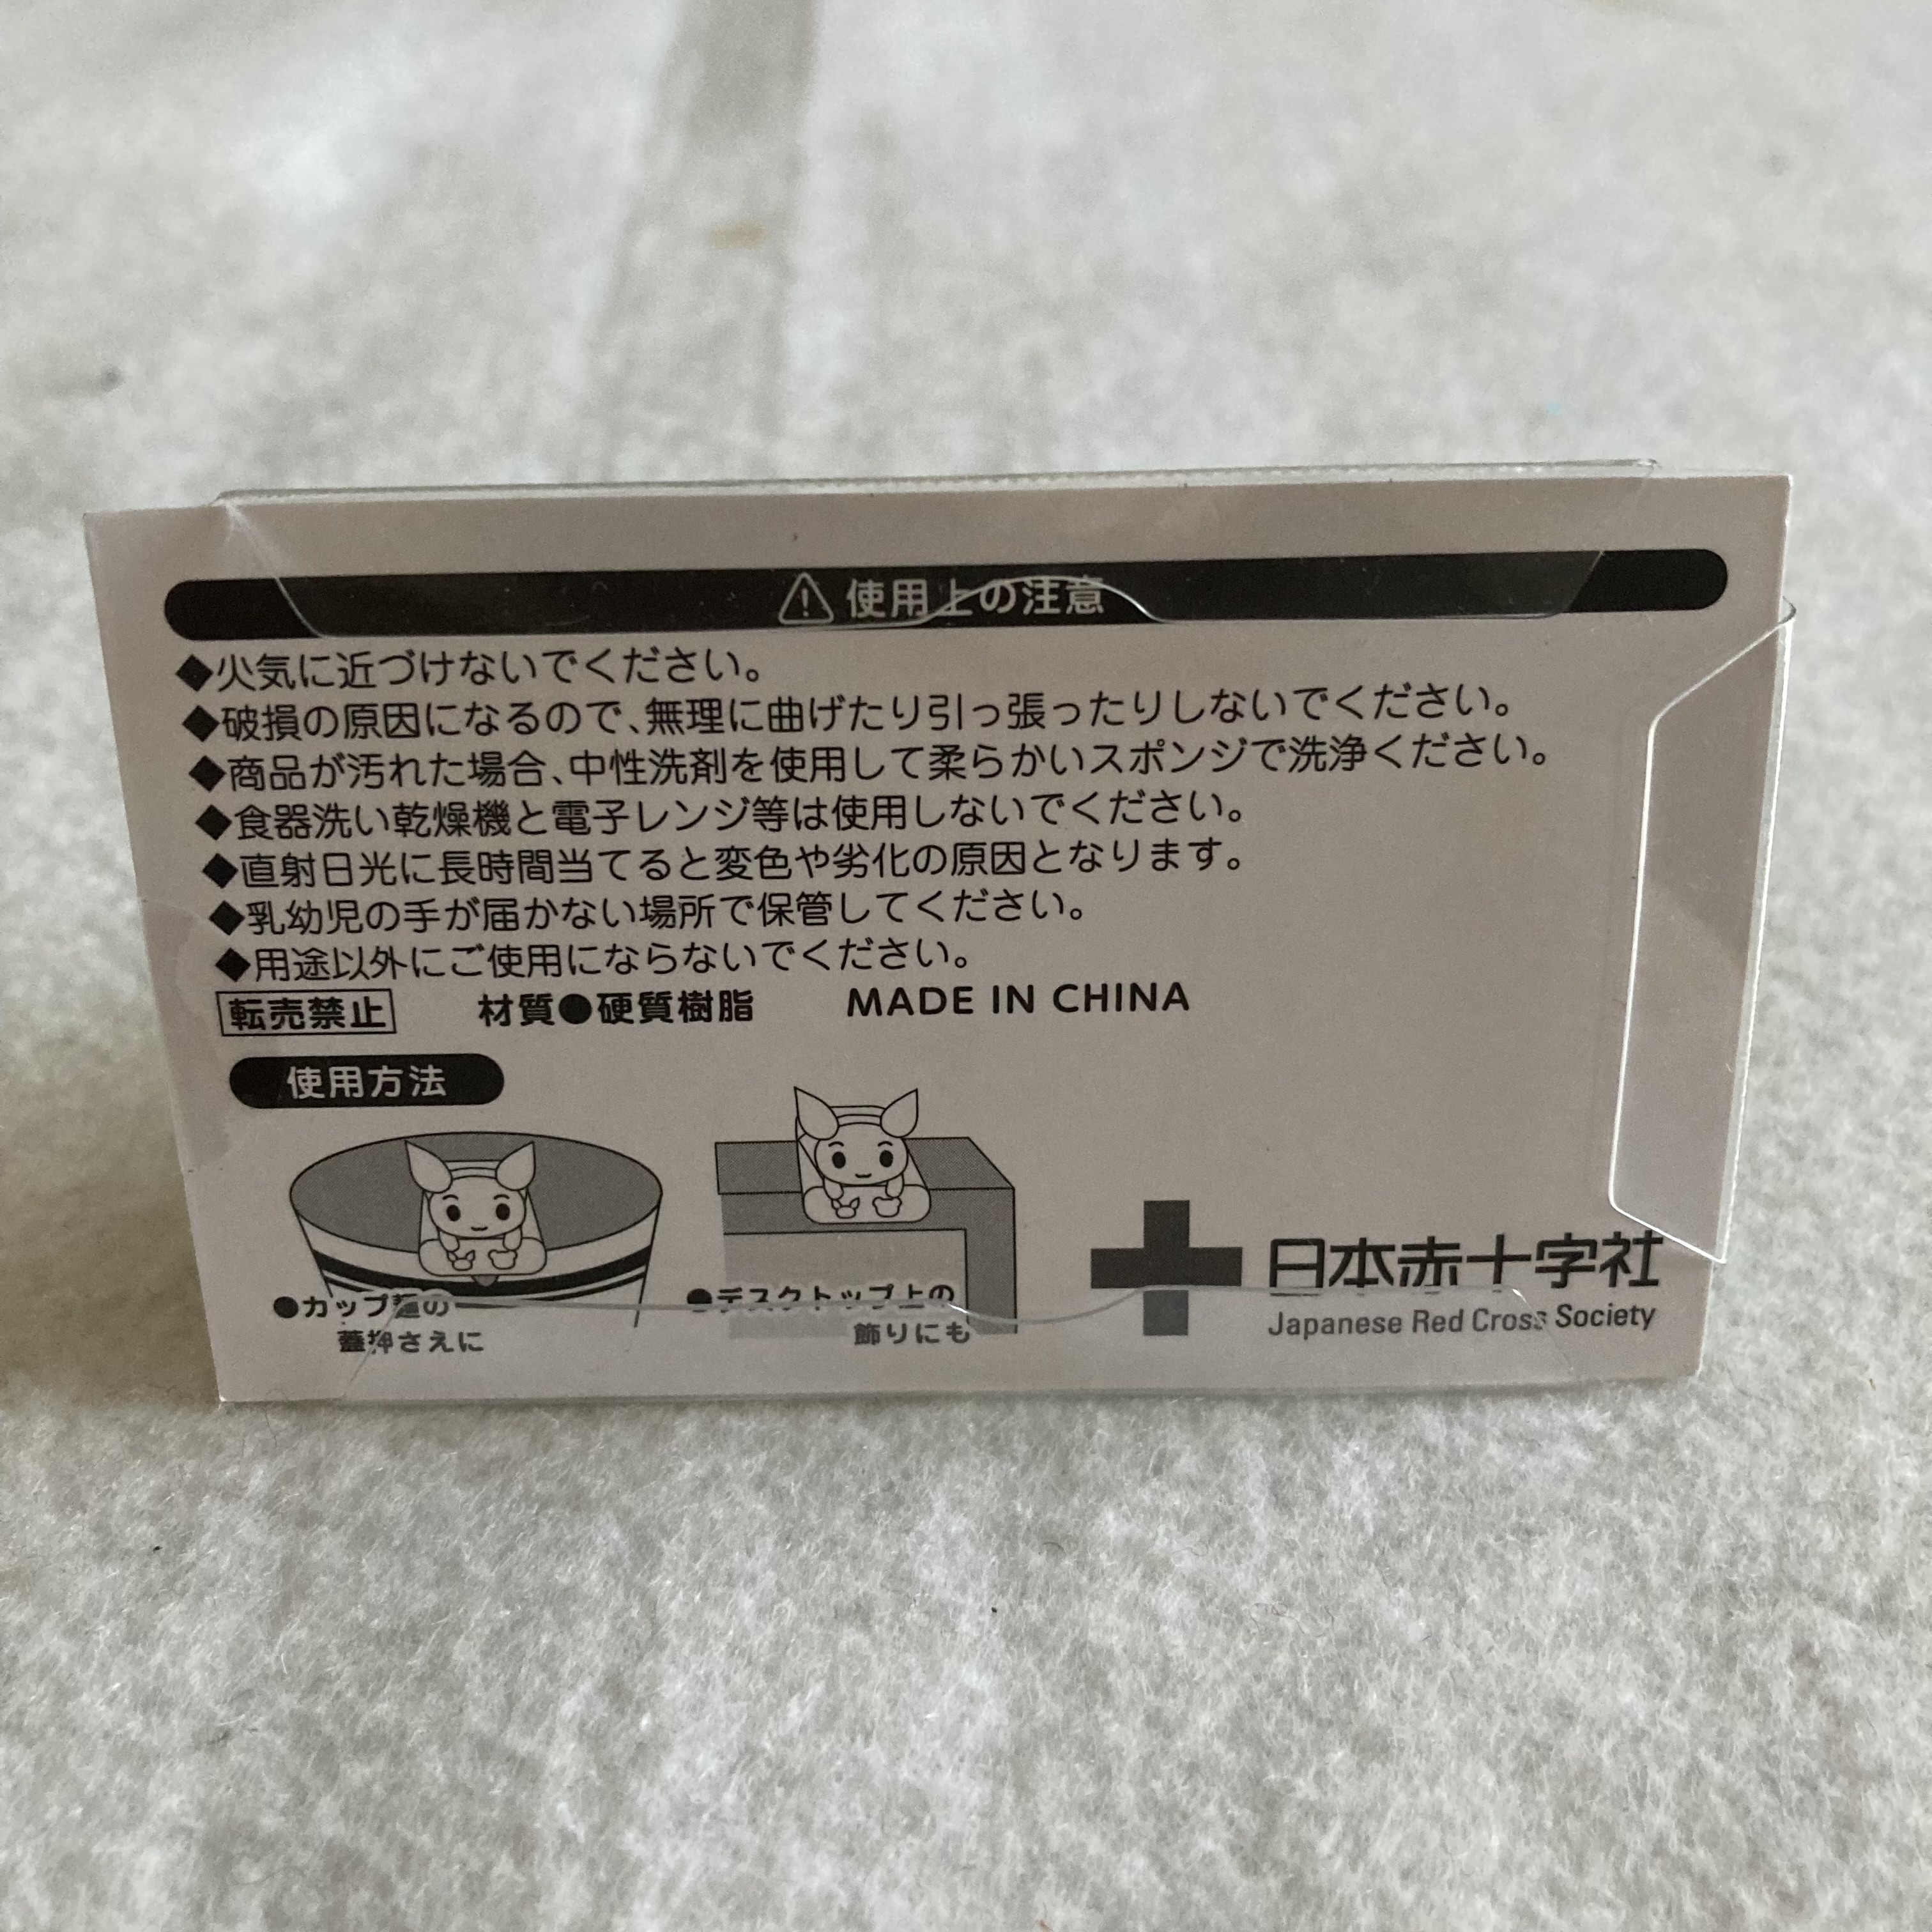 ⚠使用上の注意
◆火気に近づけないでください。
◆破損の原因になるので、無理に曲げたり引っ張ったりしないでください。
◆商品が汚れた場合、中性洗剤を使用して柔らかいスポンジで洗浄ください。
◆食器洗い乾燥機と電子レンジ等は使用しないでください。
◆直射日光に長時間当てると変色や劣化の原因となります。
◆乳幼児の手が届かない場所で保管してください。
◆用途以外にご使用にならないでください。
転売禁止 材質●硬質樹脂 MADE IN CHINA
使用方法
●カップ麺の
蓋押さえに
●デスクトップ上の
飾りにも
日本赤十字社
Japanese Red Cross Society